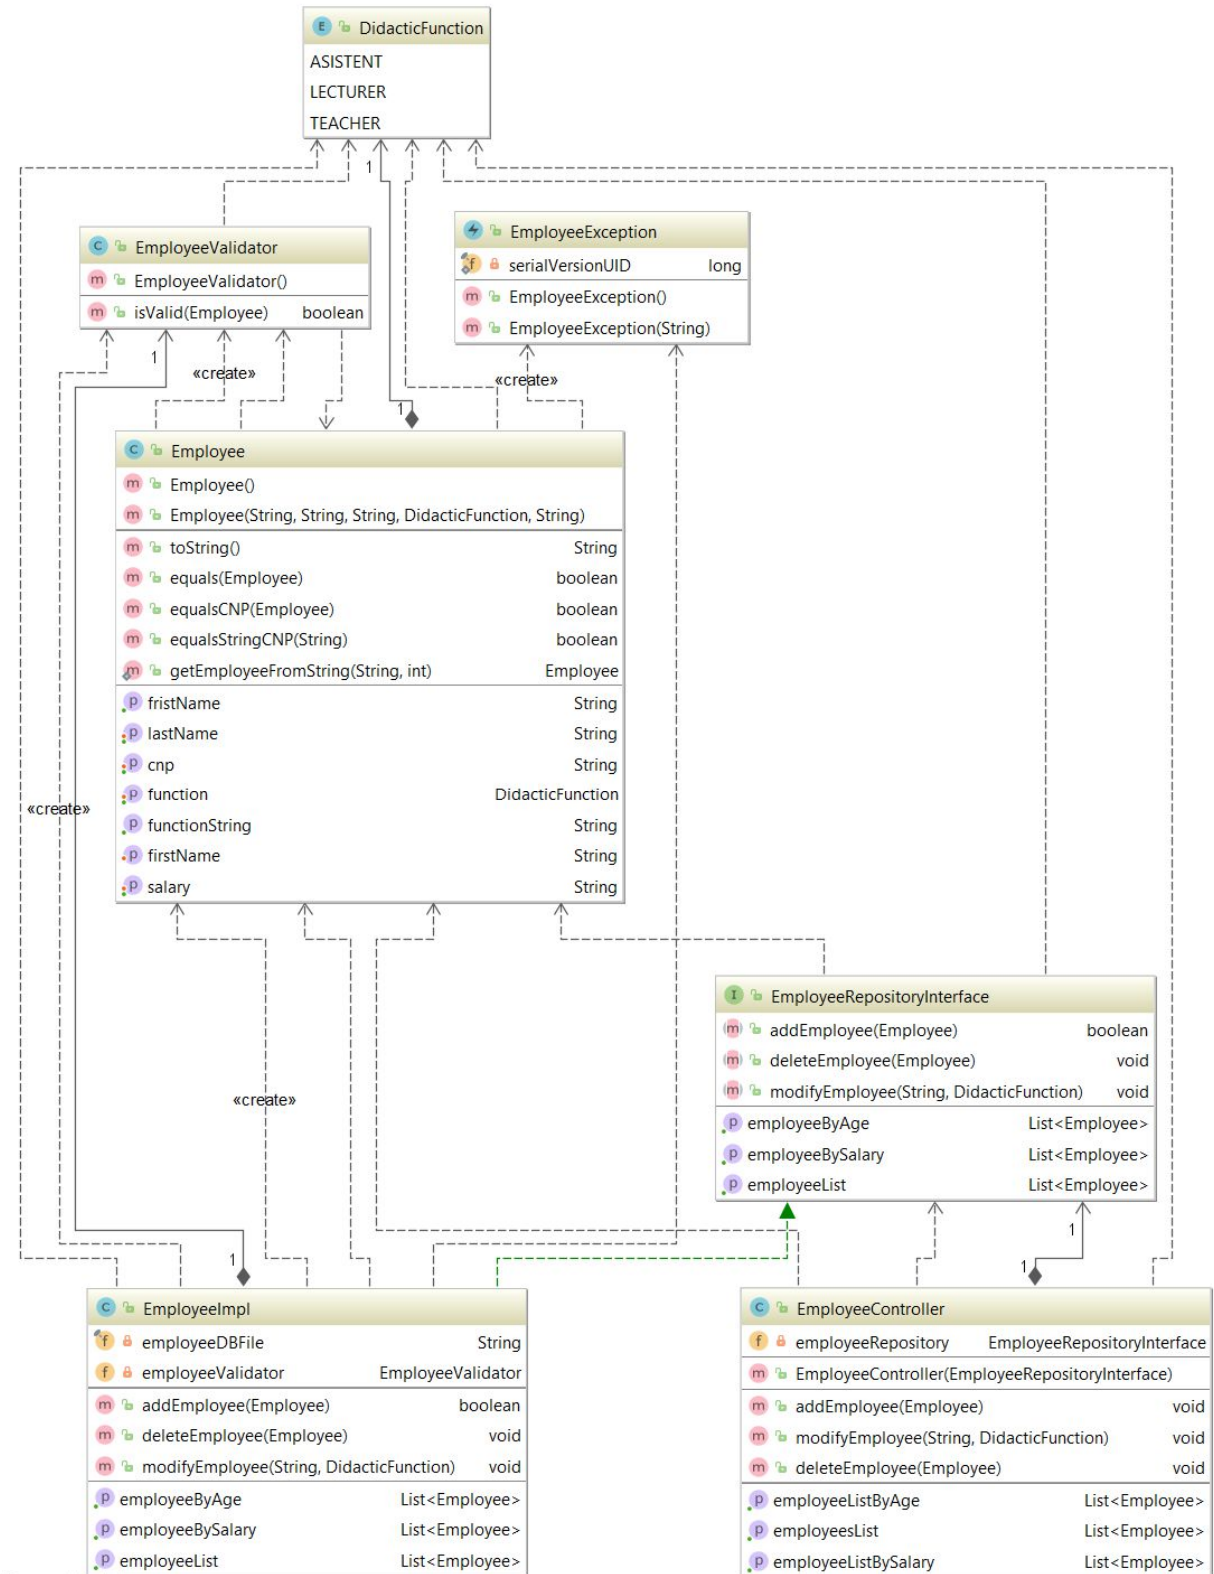 DidacticFunction
ASISTENT
LECTURER
TEACHER
1
EmployeeValidator
EmployeeValidator()
isValid(Employee) boolean
EmployeeException
serialVersionUID long
EmployeeException()
EmployeeException(String)
1
«create»
«create»
1
Employee
Employee()
Employee(String, String, String, DidacticFunction, String)
toString() String
equals(Employee) boolean
equalsCNP(Employee) boolean
equalsStringCNP(String) boolean
getEmployeeFromString(String, int) Employee
fristName String
lastName String
cnp String
function DidacticFunction
functionString String
firstName String
salary String
«create»
«create»
EmployeeRepositoryInterface
addEmployee(Employee) boolean
deleteEmployee(Employee) void
modifyEmployee(String, DidacticFunction) void
employeeByAge List<Employee>
employeeBySalary List<Employee>
employeeList List<Employee>
1
1
1
EmployeeImpl
employeeDBFile String
employeeValidator EmployeeValidator
addEmployee(Employee) boolean
deleteEmployee(Employee) void
modifyEmployee(String, DidacticFunction) void
employeeByAge List<Employee>
employeeBySalary List<Employee>
employeeList List<Employee>
EmployeeController
employeeRepository EmployeeRepositoryInterface
EmployeeController(EmployeeRepositoryInterface)
addEmployee(Employee) void
modifyEmployee(String, DidacticFunction) void
deleteEmployee(Employee) void
employeeListByAge List<Employee>
employeesList List<Employee>
employeeListBySalary List<Employee>